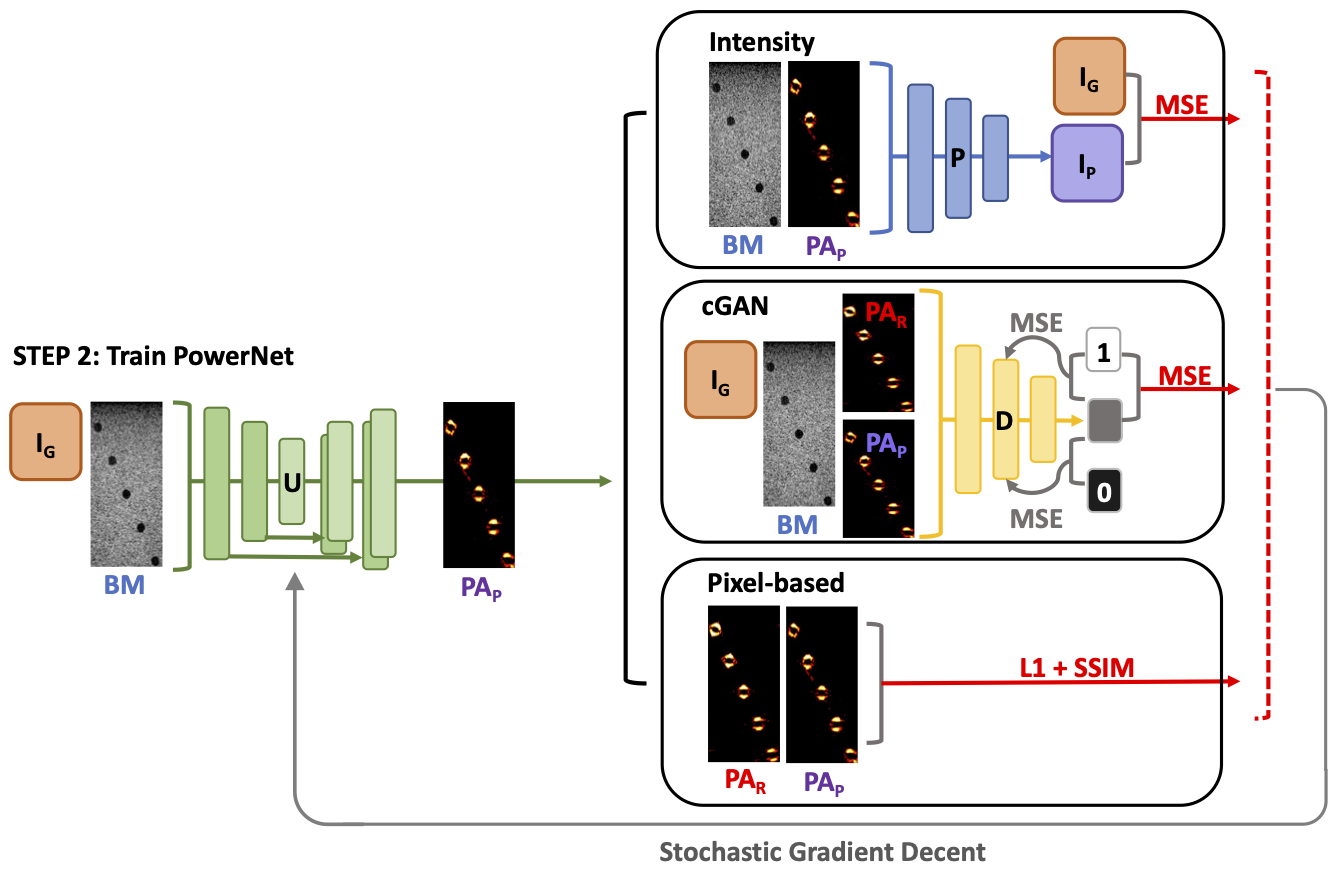 STEP 2: Train PowerNet
I_G
BM
U
PA_P
Intensity
BM
PA_P
P
I_G
I_P
MSE
cGAN
I_G
BM
PA_R
PA_P
D
MSE
MSE
1
0
MSE
Pixel-based
PA_R
PA_P
L1 + SSIM
Stochastic Gradient Decent